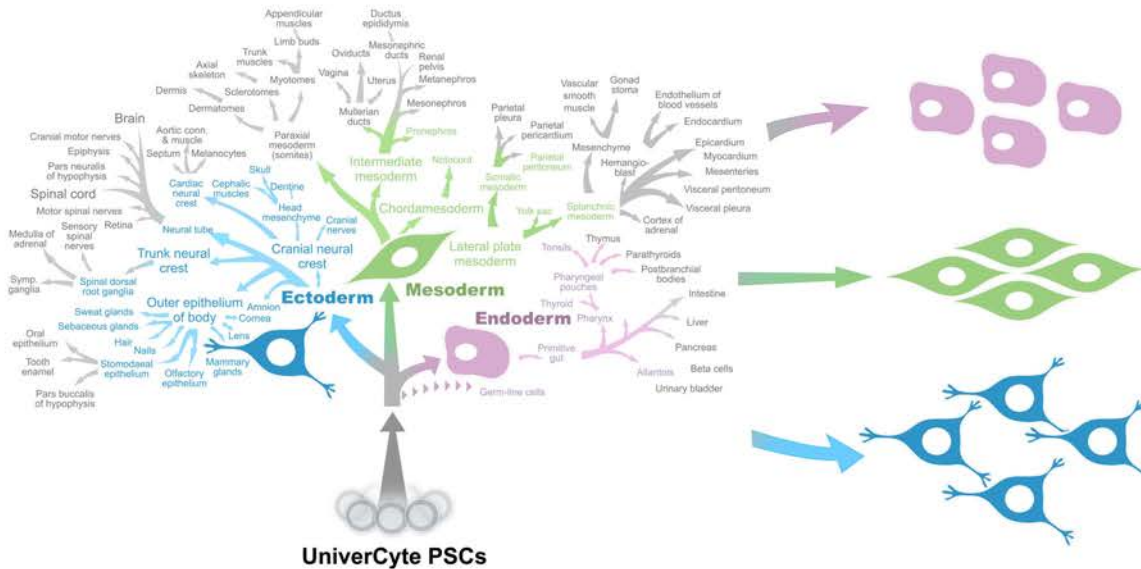 Appendicular
muscles
Limb buds
Trunk
muscles
Axial
skeleton
Myotomes
Sclerotomes
Dermis
Dermatomes
Paraxial
mesoderm
(somites)
Ductus
epididymis
Oviducts
Mesonephric
ducts
Renal
pelvis
Vagina
Uterus
Metanephros
Mullerian
ducts
Mesonephros
Pronephros
Intermediate
mesoderm
Notocord
Chordamesoderm
Parietal
pleura
Parietal
pericardium
Parietal
peritoneum
Somatic
mesoderm
Yolk sac
Splanchnic
mesoderm
Lateral plate
mesoderm
Vascular
smooth
muscle
Gonad
stoma
Mesenchyme
Endothelium of
blood vessels
Endocardium
Hemangio-
blast
Epicardium
Myocardium
Mesenteries
Visceral peritoneum
Visceral pleura
Cortex of
adrenal
Brain
Cranial motor nerves
Epiphysis
Pars neuralis
of hypophysis
Spinal cord
Motor spinal nerves
Retina
Neural tube
Aortic conn.
& muscle
Septum
Melanocytes
Cardiac
neural
crest
Cephalic
muscles
Skull
Dentine
Head
mesenchyme
Cranial
nerves
Cranial neural
crest
Sensory
spinal
nerves
Medulla of
adrenal
Symp.
ganglia
Spinal dorsal
root ganglia
Trunk neural
crest
Outer epithelium
of body
Amnion
Cornea
Lens
Mammary
glands
Sweat glands
Sebaceous glands
Hair
Nails
Olfactory
epithelium
Stomodaeal
epithelium
Oral
epithelium
Tooth
enamel
Pars buccalis
of hypophysis
Ectoderm
Mesoderm
Endoderm
Tonsils
Thymus
Parathyroids
Postbranchial
bodies
Pharyngeal
pouches
Thyroid
Pharynx
Primitive
gut
Intestine
Liver
Pancreas
Beta cells
Allantois
Urinary bladder
Germ-line cells
UniverCyte PSCs